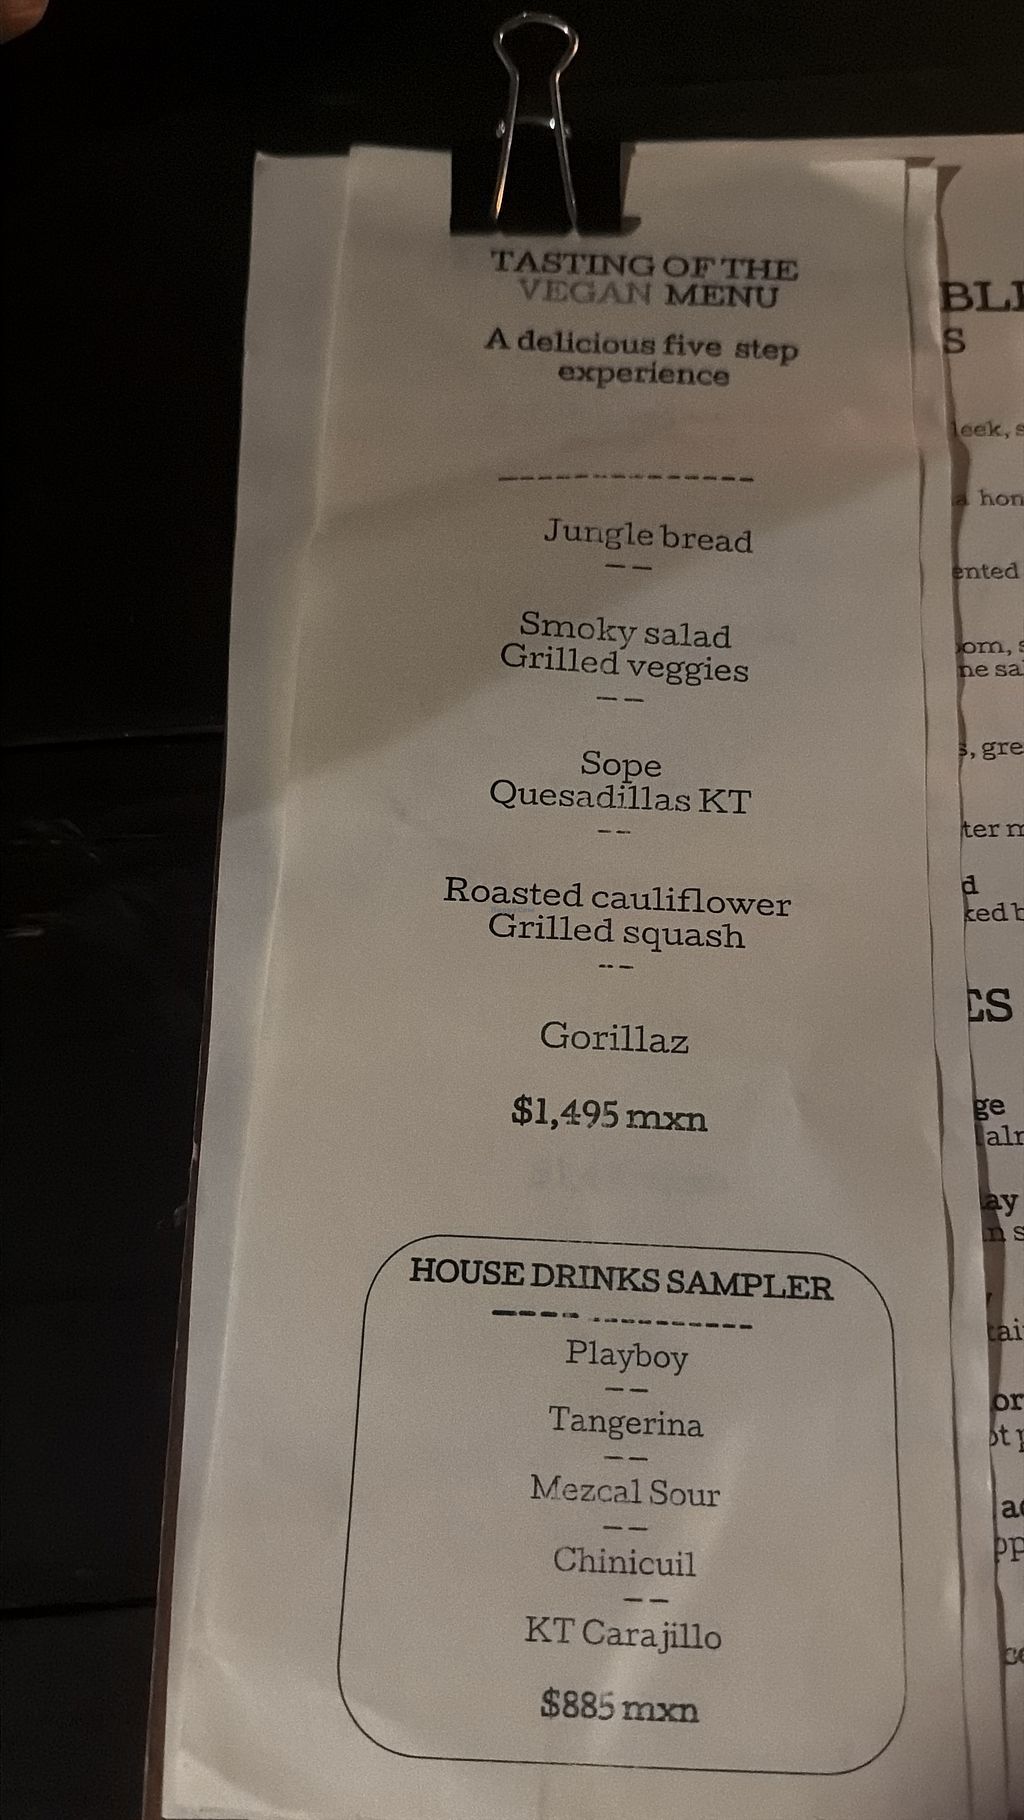 TASTING OF THE
VEGAN MENU
A delicious five step
experience
Jungle bread
Smoky salad
Grilled veggies
Sope
Quesadillas KT
Roasted cauliflower
Grilled squash
Gorillaz
$1,495 mxn
HOUSE DRINKS SAMPLER
Playboy
Tangerina
Mezcal Sour
Chinicuil
KT Carajillo
$885 mxn